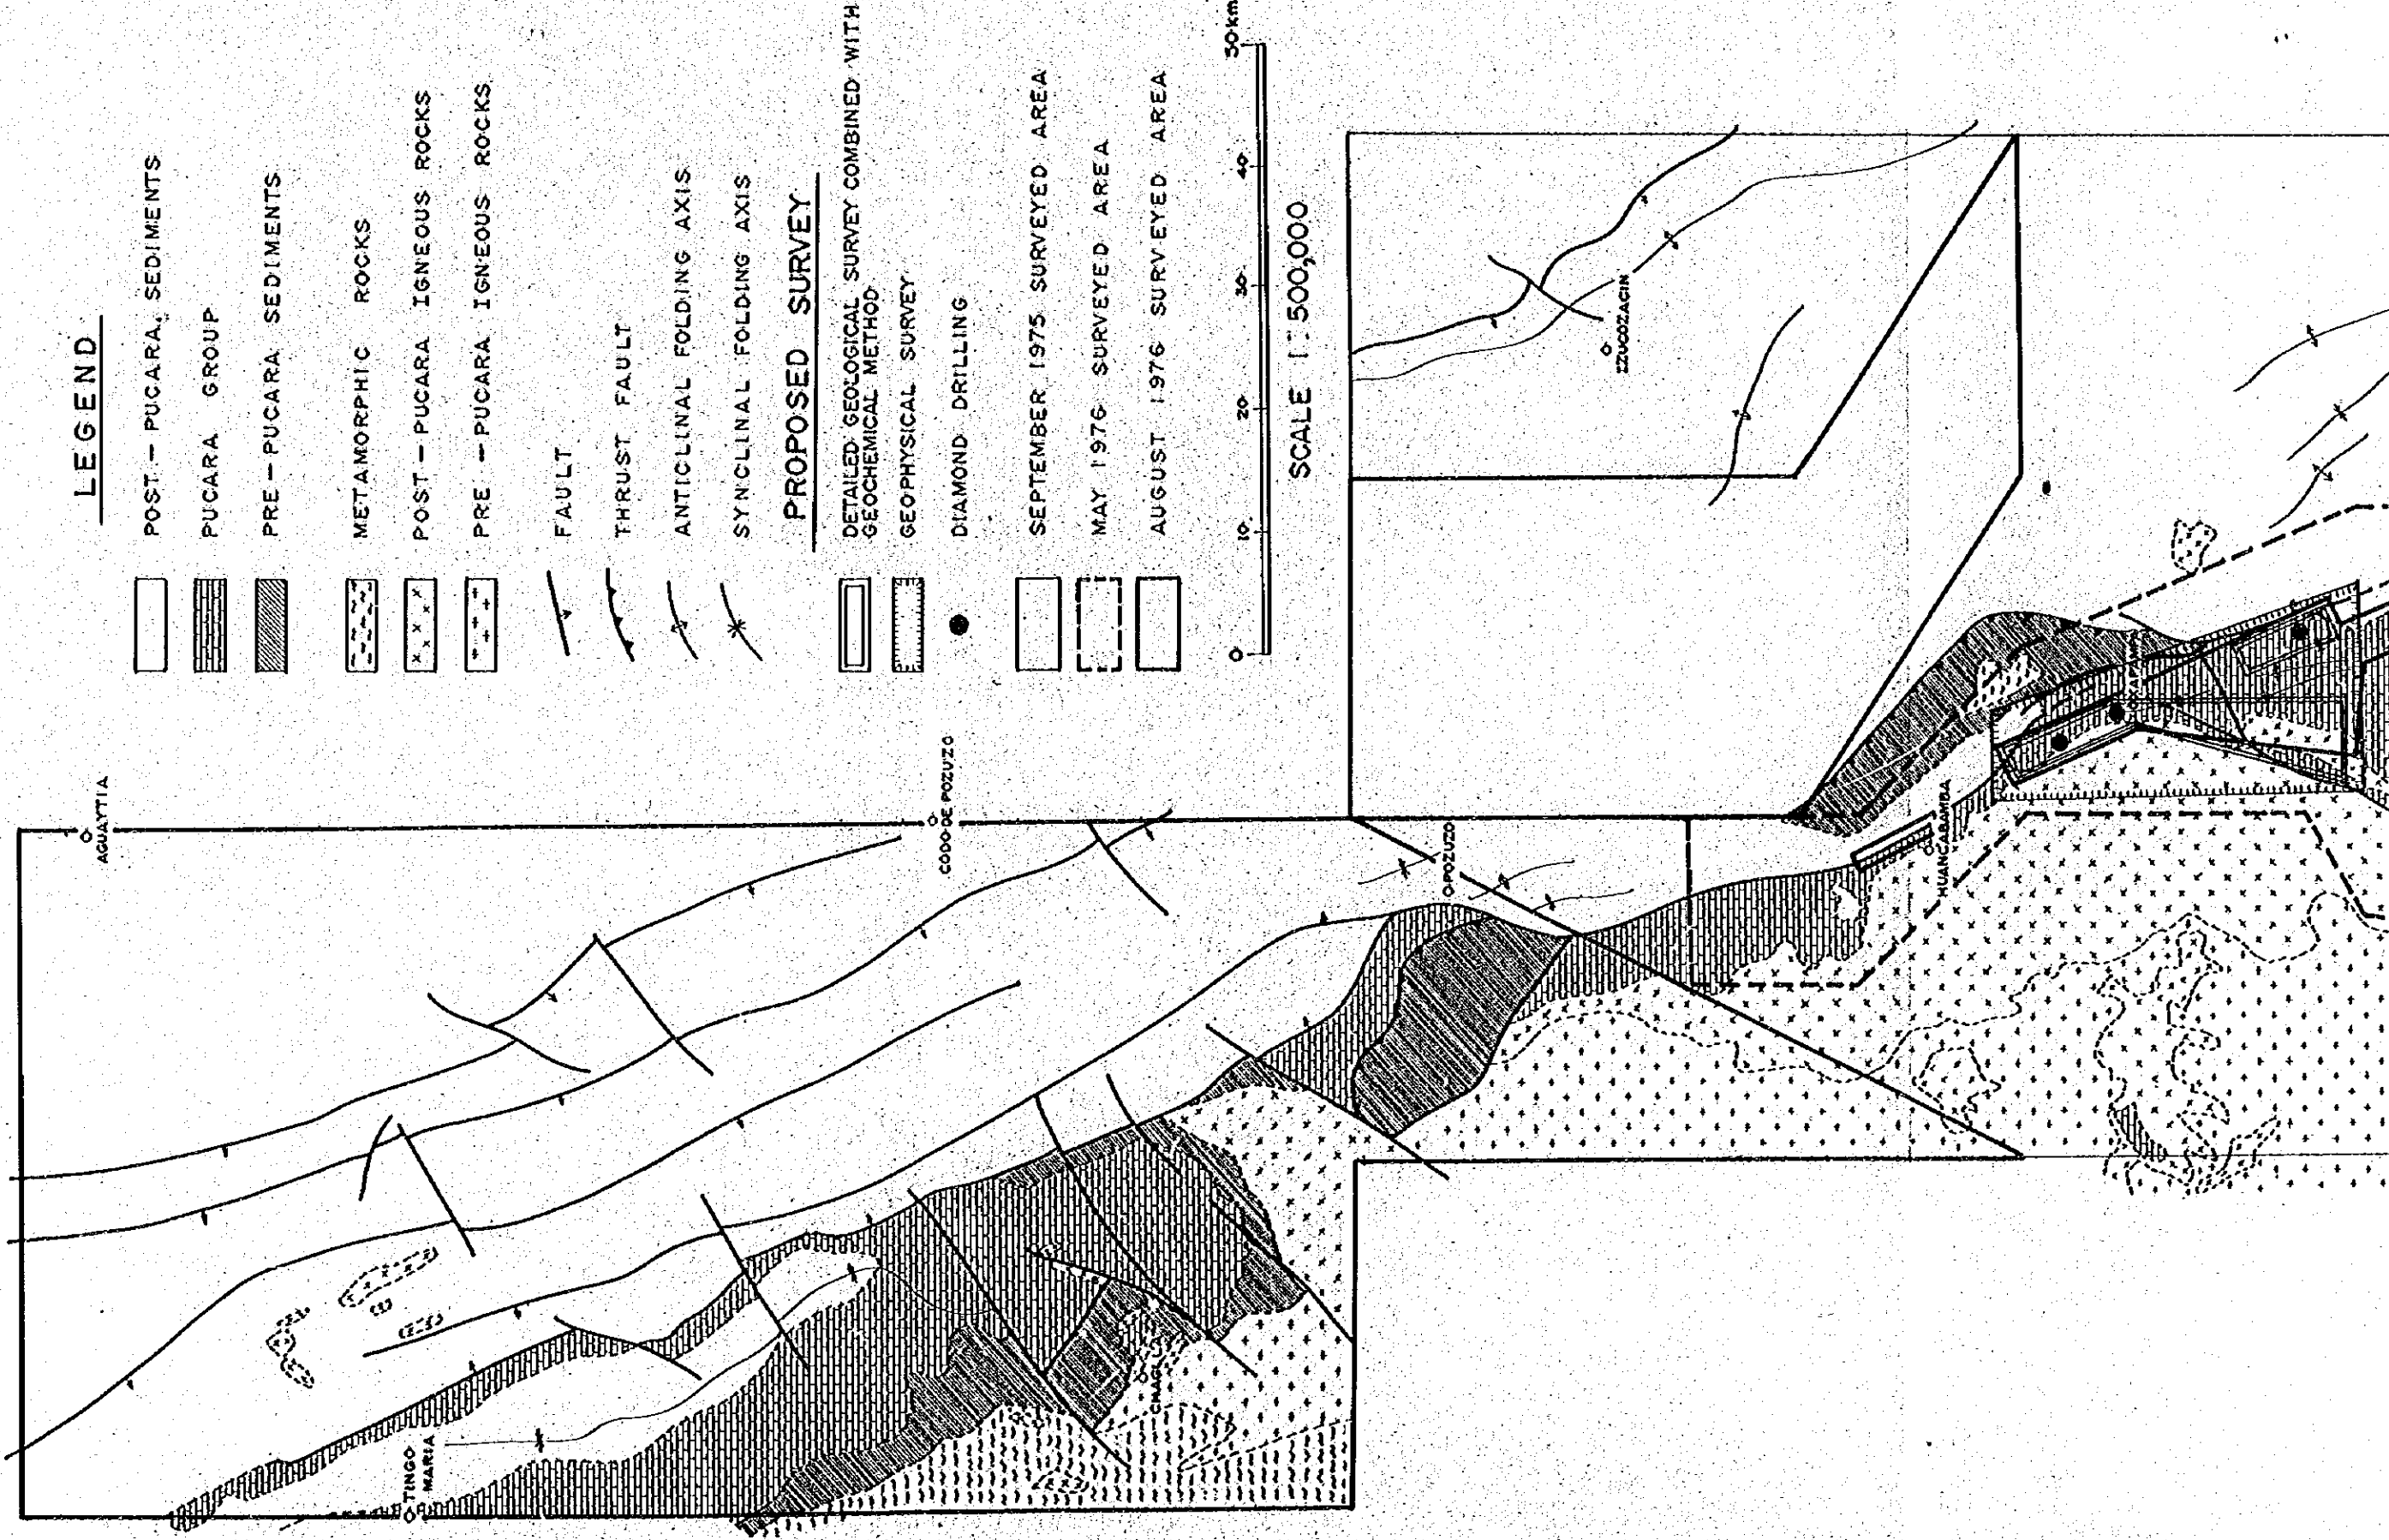 LEGEND
POST-PUCARA SEDIMENTS
PUCARA GROUP
PRE-PUCARA SEDIMENTS
METAMORPHIC ROCKS
POST-PUCARA IGNEOUS ROCKS
PRE-PUCARA IGNEOUS ROCKS
FAULT
THRUST FAULT
ANTICLINAL FOLDING AXIS
SYNCLINAL FOLDING AXIS
PROPOSED SURVEY
DETAILED GEOLOGICAL SURVEY COMBINED WITH
GEOCHEMICAL METHOD
GEOPHYSICAL SURVEY
DIAMOND DRILLING
SEPTEMBER 1975 SURVEYED AREA
MAY 1976 SURVEYED AREA
AUGUST 1976 SURVEYED AREA
0 10 20 30 40 50km
SCALE 1:500,000
AGUAYTIA
CODO DE POZUZO
TINGO
MARIA
CHAGLLA
POZUZO
IZUCOZACIN
HUANCABAMBA
OXAPAMPA